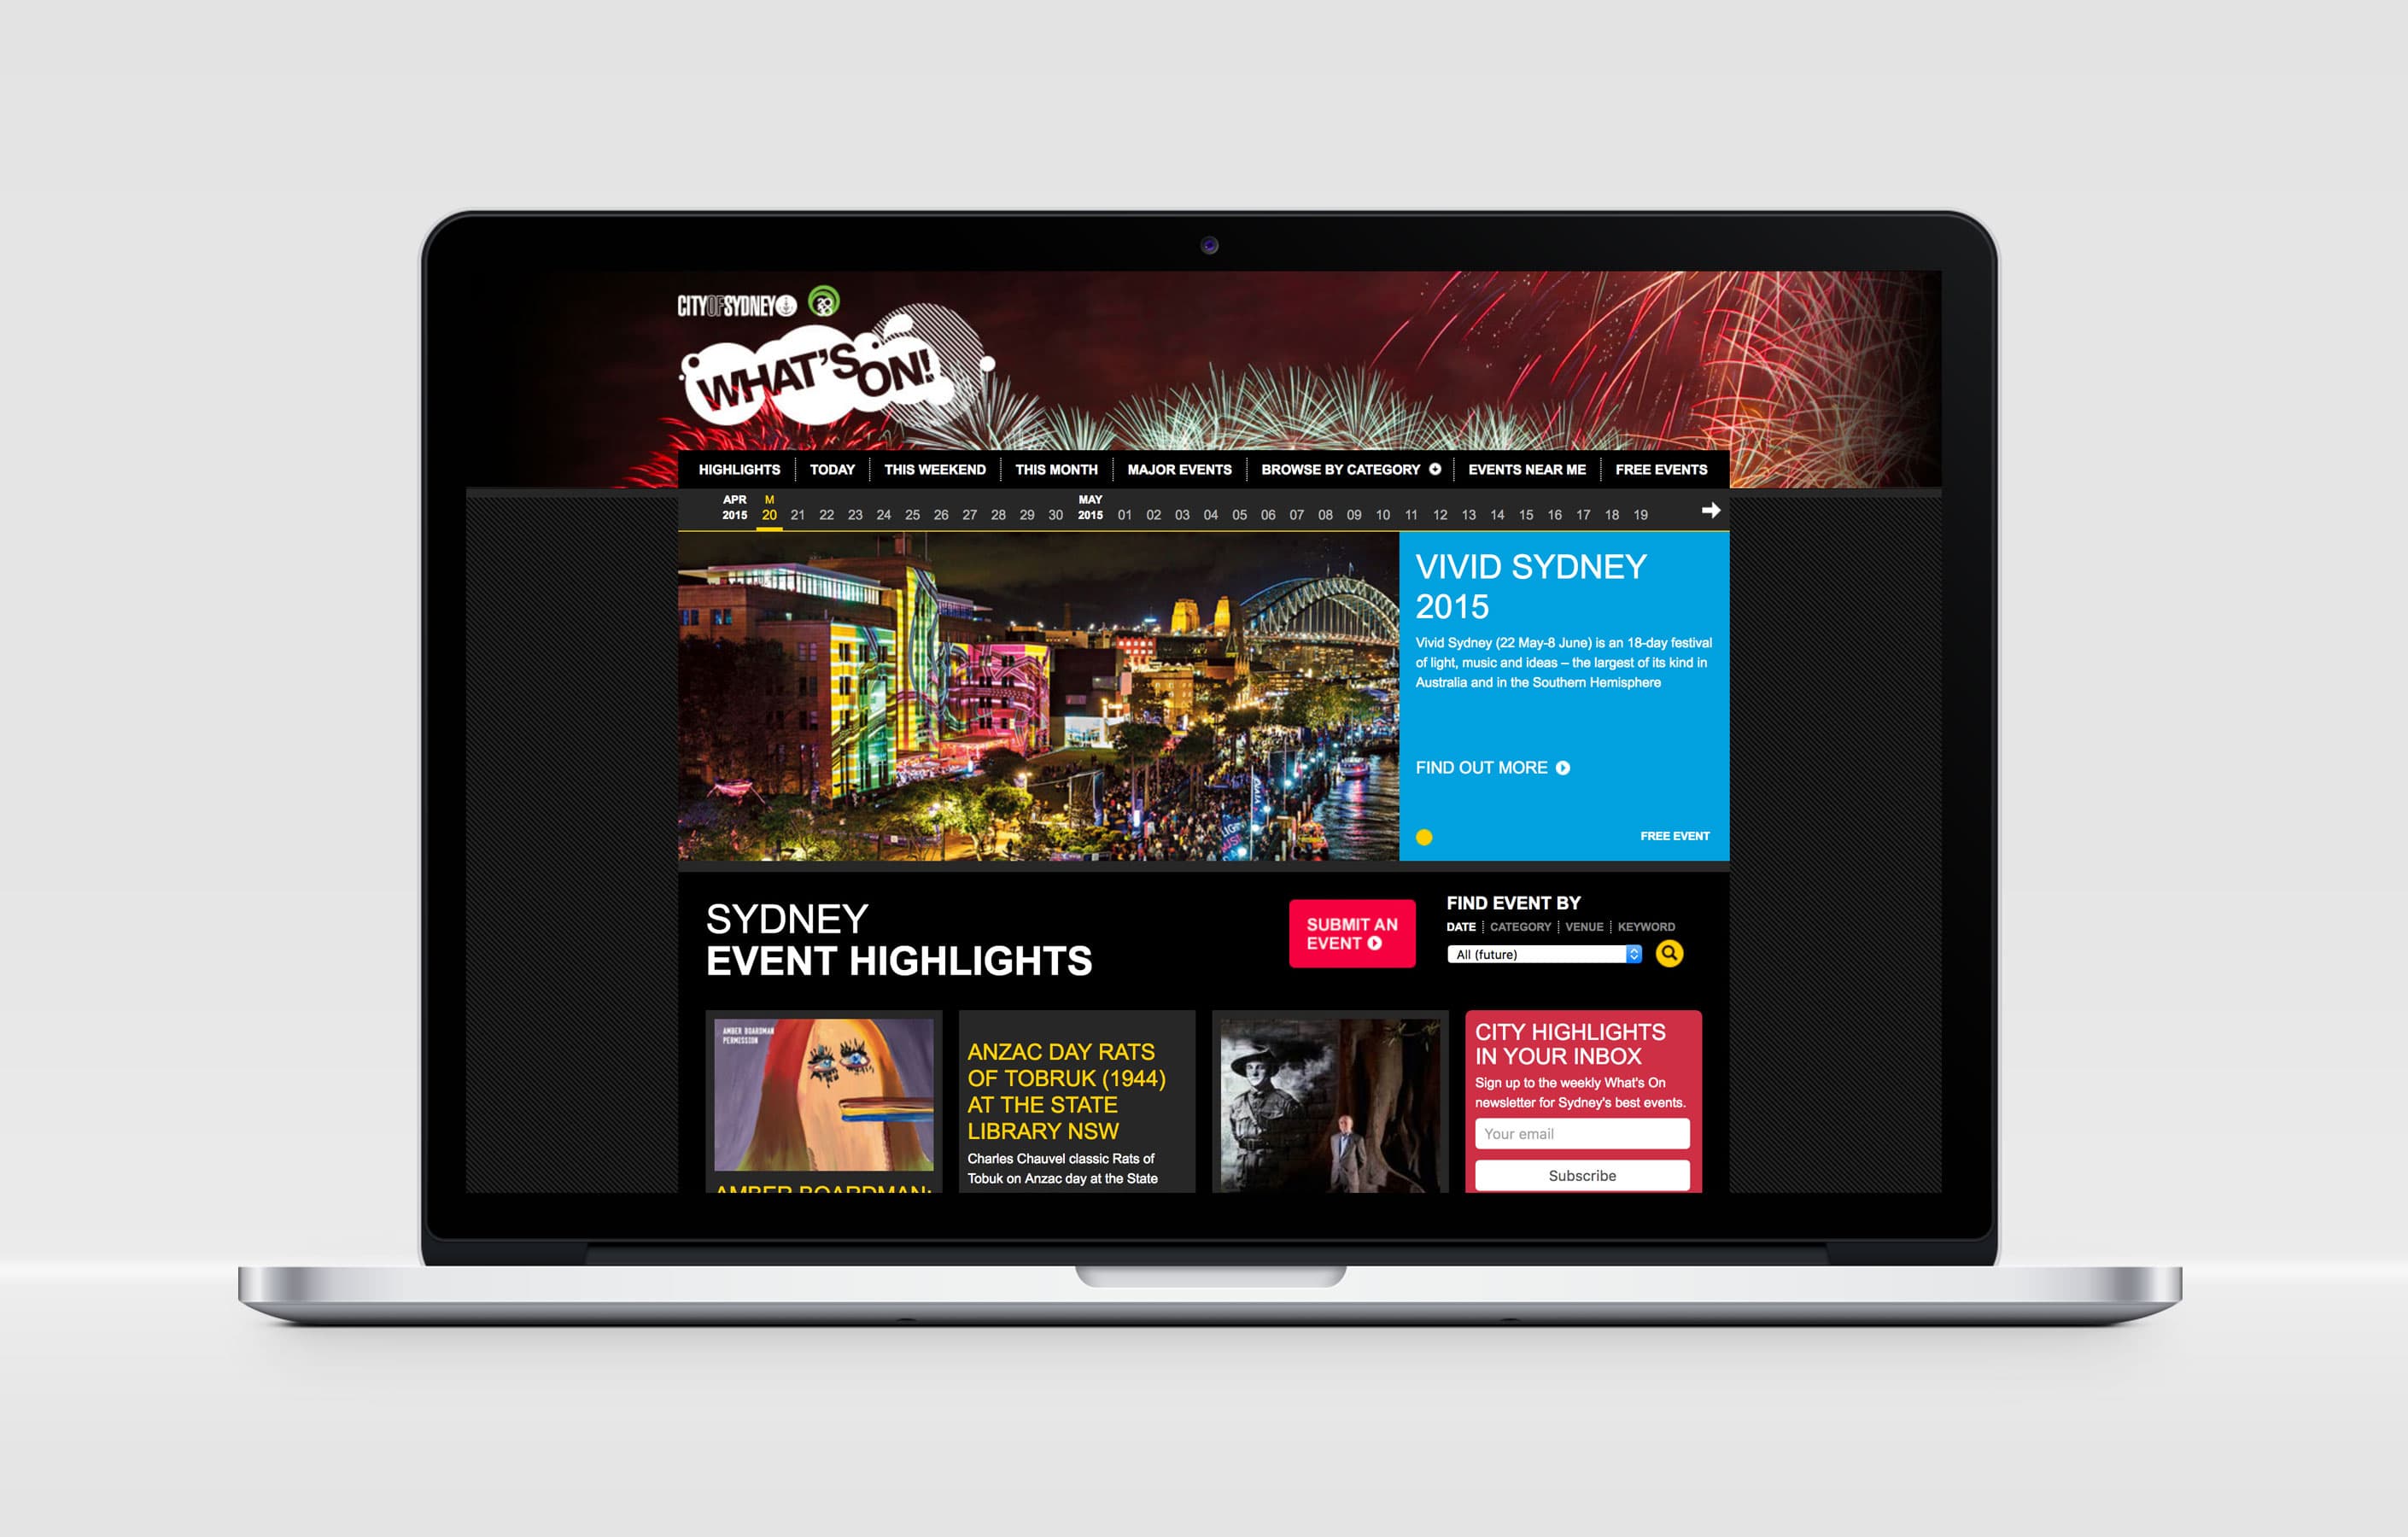 CITYOFSYDNEY
WHAT'S ON!
HIGHLIGHTS TODAY THIS WEEKEND THIS MONTH MAJOR EVENTS BROWSE BY CATEGORY EVENTS NEAR ME FREE EVENTS
APR M MAY
2015 20 21 22 23 24 25 26 27 28 29 30 2015 01 02 03 04 05 06 07 08 09 10 11 12 13 14 15 16 17 18 19
VIVID SYDNEY
2015
Vivid Sydney (22 May-8 June) is an 18-day festival
of light, music and ideas – the largest of its kind in
Australia and in the Southern Hemisphere
FIND OUT MORE
FREE EVENT
SYDNEY
EVENT HIGHLIGHTS
SUBMIT AN
EVENT
FIND EVENT BY
DATE CATEGORY VENUE KEYWORD
All (future)
AMBER BOARDMAN
PERMISSION
AMBER BOARDMAN:
ANZAC DAY RATS
OF TOBRUK (1944)
AT THE STATE
LIBRARY NSW
Charles Chauvel classic Rats of
Tobuk on Anzac day at the State
CITY HIGHLIGHTS
IN YOUR INBOX
Sign up to the weekly What's On
newsletter for Sydney's best events.
Your email
Subscribe